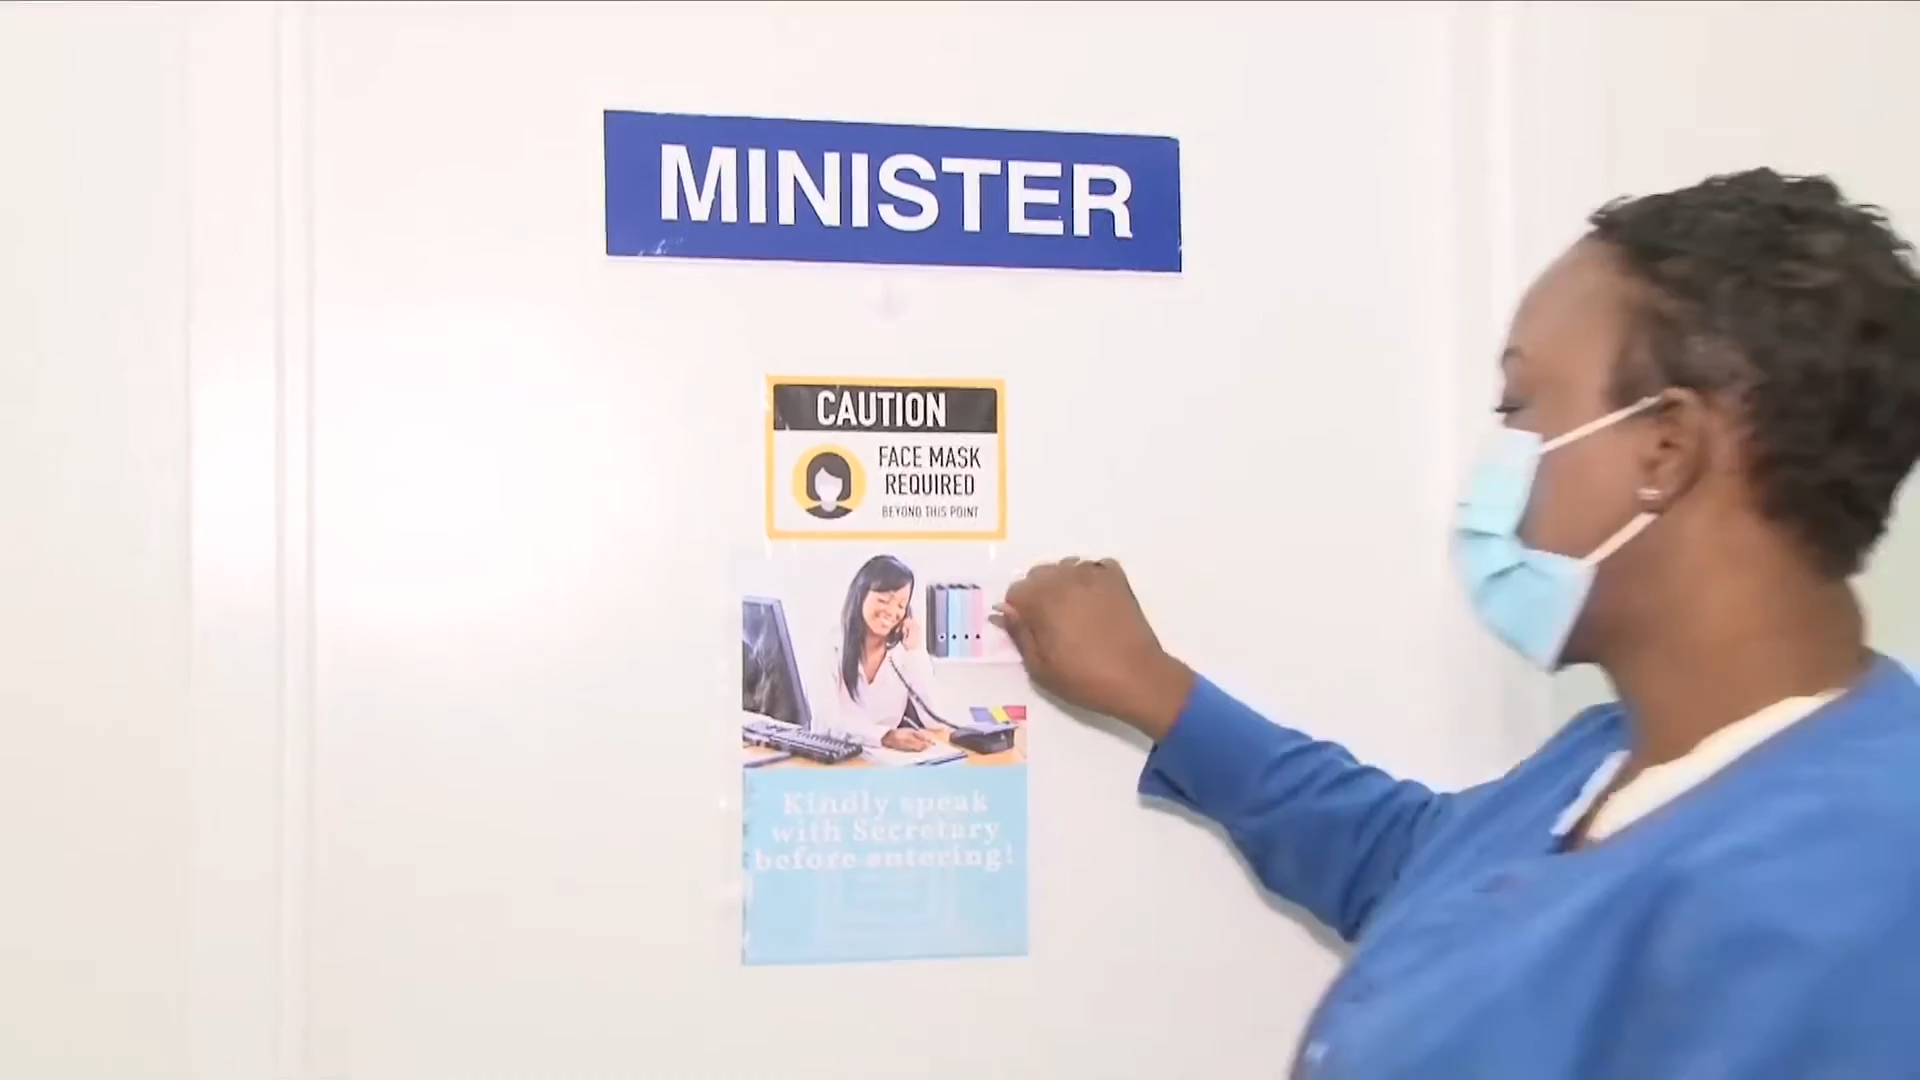 MINISTER
CAUTION
FACE MASK
REQUIRED
BEYOND THIS POINT
Kindly speak
with Secretary
before entering!